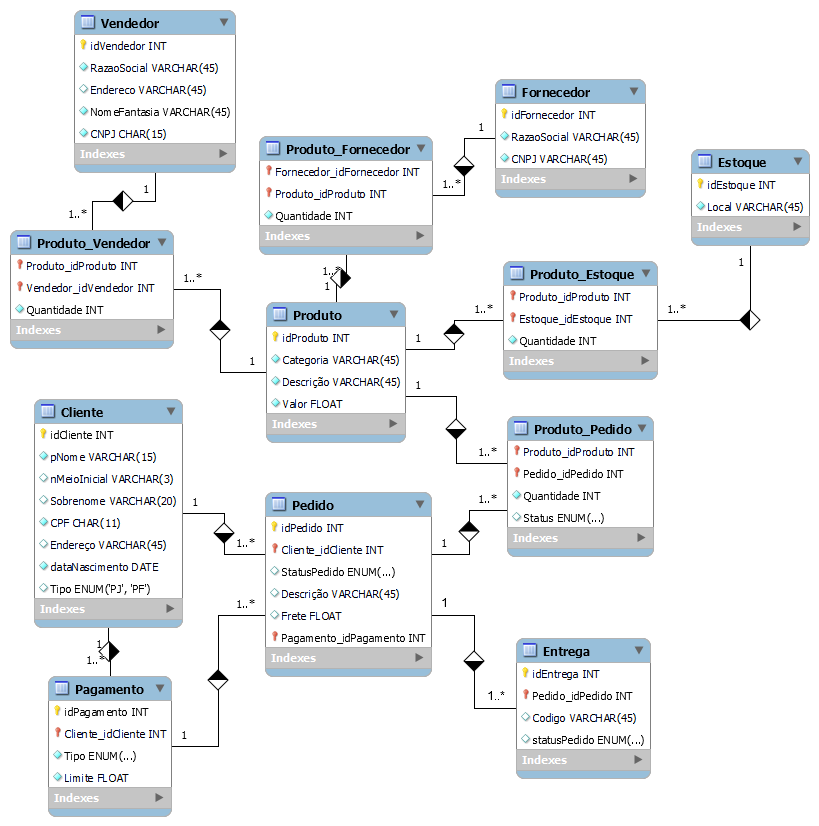 Vendedor
idVendedor INT
RazaoSocial VARCHAR(45)
Endereco VARCHAR(45)
NomeFantasia VARCHAR(45)
CNPJ CHAR(15)
Indexes
1
1..*
Produto_Vendedor
Produto_idProduto INT
Vendedor_idVendedor INT
Quantidade INT
Indexes
1..*
1
Produto_Fornecedor
Fornecedor_idFornecedor INT
Produto_idProduto INT
Quantidade INT
Indexes
1
1..*
Fornecedor
idFornecedor INT
RazaoSocial VARCHAR(45)
CNPJ VARCHAR(45)
Indexes
Estoque
idEstoque INT
Local VARCHAR(45)
Indexes
1
1..*
Produto_Estoque
Produto_idProduto INT
Estoque_idEstoque INT
Quantidade INT
Indexes
1..*
1
1..*
1
Produto
idProduto INT
Categoria VARCHAR(45)
Descrição VARCHAR(45)
Valor FLOAT
Indexes
1
1..*
Produto_Pedido
Produto_idProduto INT
Pedido_idPedido INT
Quantidade INT
Status ENUM(...)
Indexes
1..*
1
Cliente
idCliente INT
pNome VARCHAR(15)
nMeioInicial VARCHAR(3)
Sobrenome VARCHAR(20)
CPF CHAR(11)
Endereço VARCHAR(45)
dataNascimento DATE
Tipo ENUM('PJ', 'PF')
Indexes
1
1..*
Pedido
idPedido INT
Cliente_idCliente INT
StatusPedido ENUM(...)
Descrição VARCHAR(45)
Frete FLOAT
Pagamento_idPagamento INT
Indexes
1..*
1
1
1..*
Pagamento
idPagamento INT
Cliente_idCliente INT
Tipo ENUM(...)
Limite FLOAT
Indexes
1
1..*
Entrega
idEntrega INT
Pedido_idPedido INT
Codigo VARCHAR(45)
statusPedido ENUM(...)
Indexes